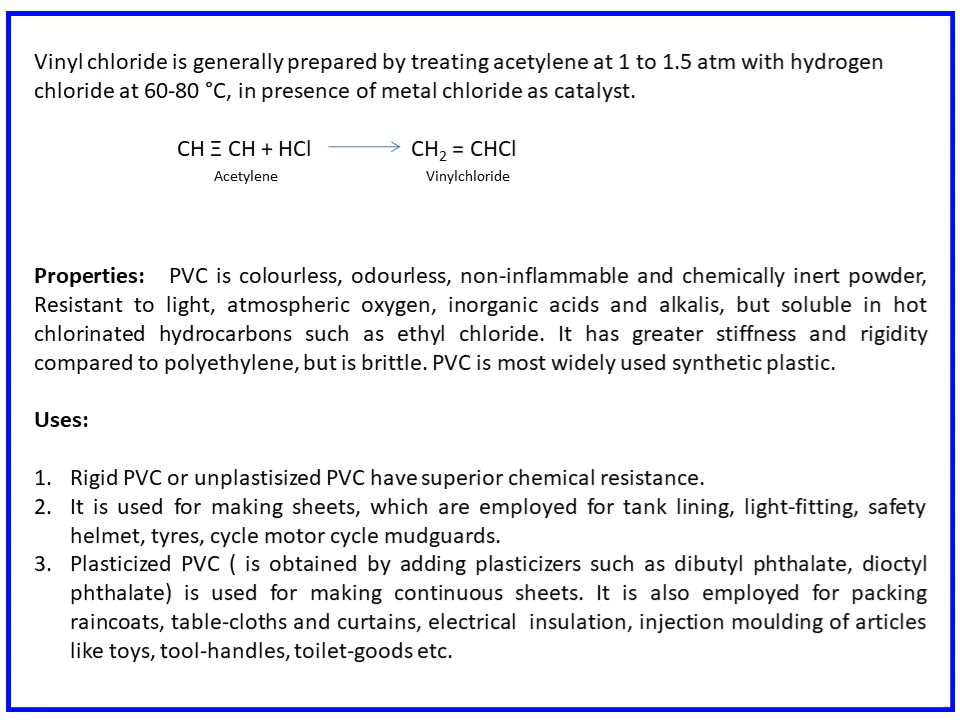 Vinyl chloride is generally prepared by treating acetylene at 1 to 1.5 atm with hydrogen
chloride at 60-80 °C, in presence of metal chloride as catalyst.
CH Ξ CH + HCl ⟶ CH₂ = CHCl
Acetylene Vinylchloride
Properties: PVC is colourless, odourless, non-inflammable and chemically inert powder,
Resistant to light, atmospheric oxygen, inorganic acids and alkalis, but soluble in hot
chlorinated hydrocarbons such as ethyl chloride. It has greater stiffness and rigidity
compared to polyethylene, but is brittle. PVC is most widely used synthetic plastic.
Uses:
1. Rigid PVC or unplastisized PVC have superior chemical resistance.
2. It is used for making sheets, which are employed for tank lining, light-fitting, safety
helmet, tyres, cycle motor cycle mudguards.
3. Plasticized PVC ( is obtained by adding plasticizers such as dibutyl phthalate, dioctyl
phthalate) is used for making continuous sheets. It is also employed for packing
raincoats, table-cloths and curtains, electrical insulation, injection moulding of articles
like toys, tool-handles, toilet-goods etc.